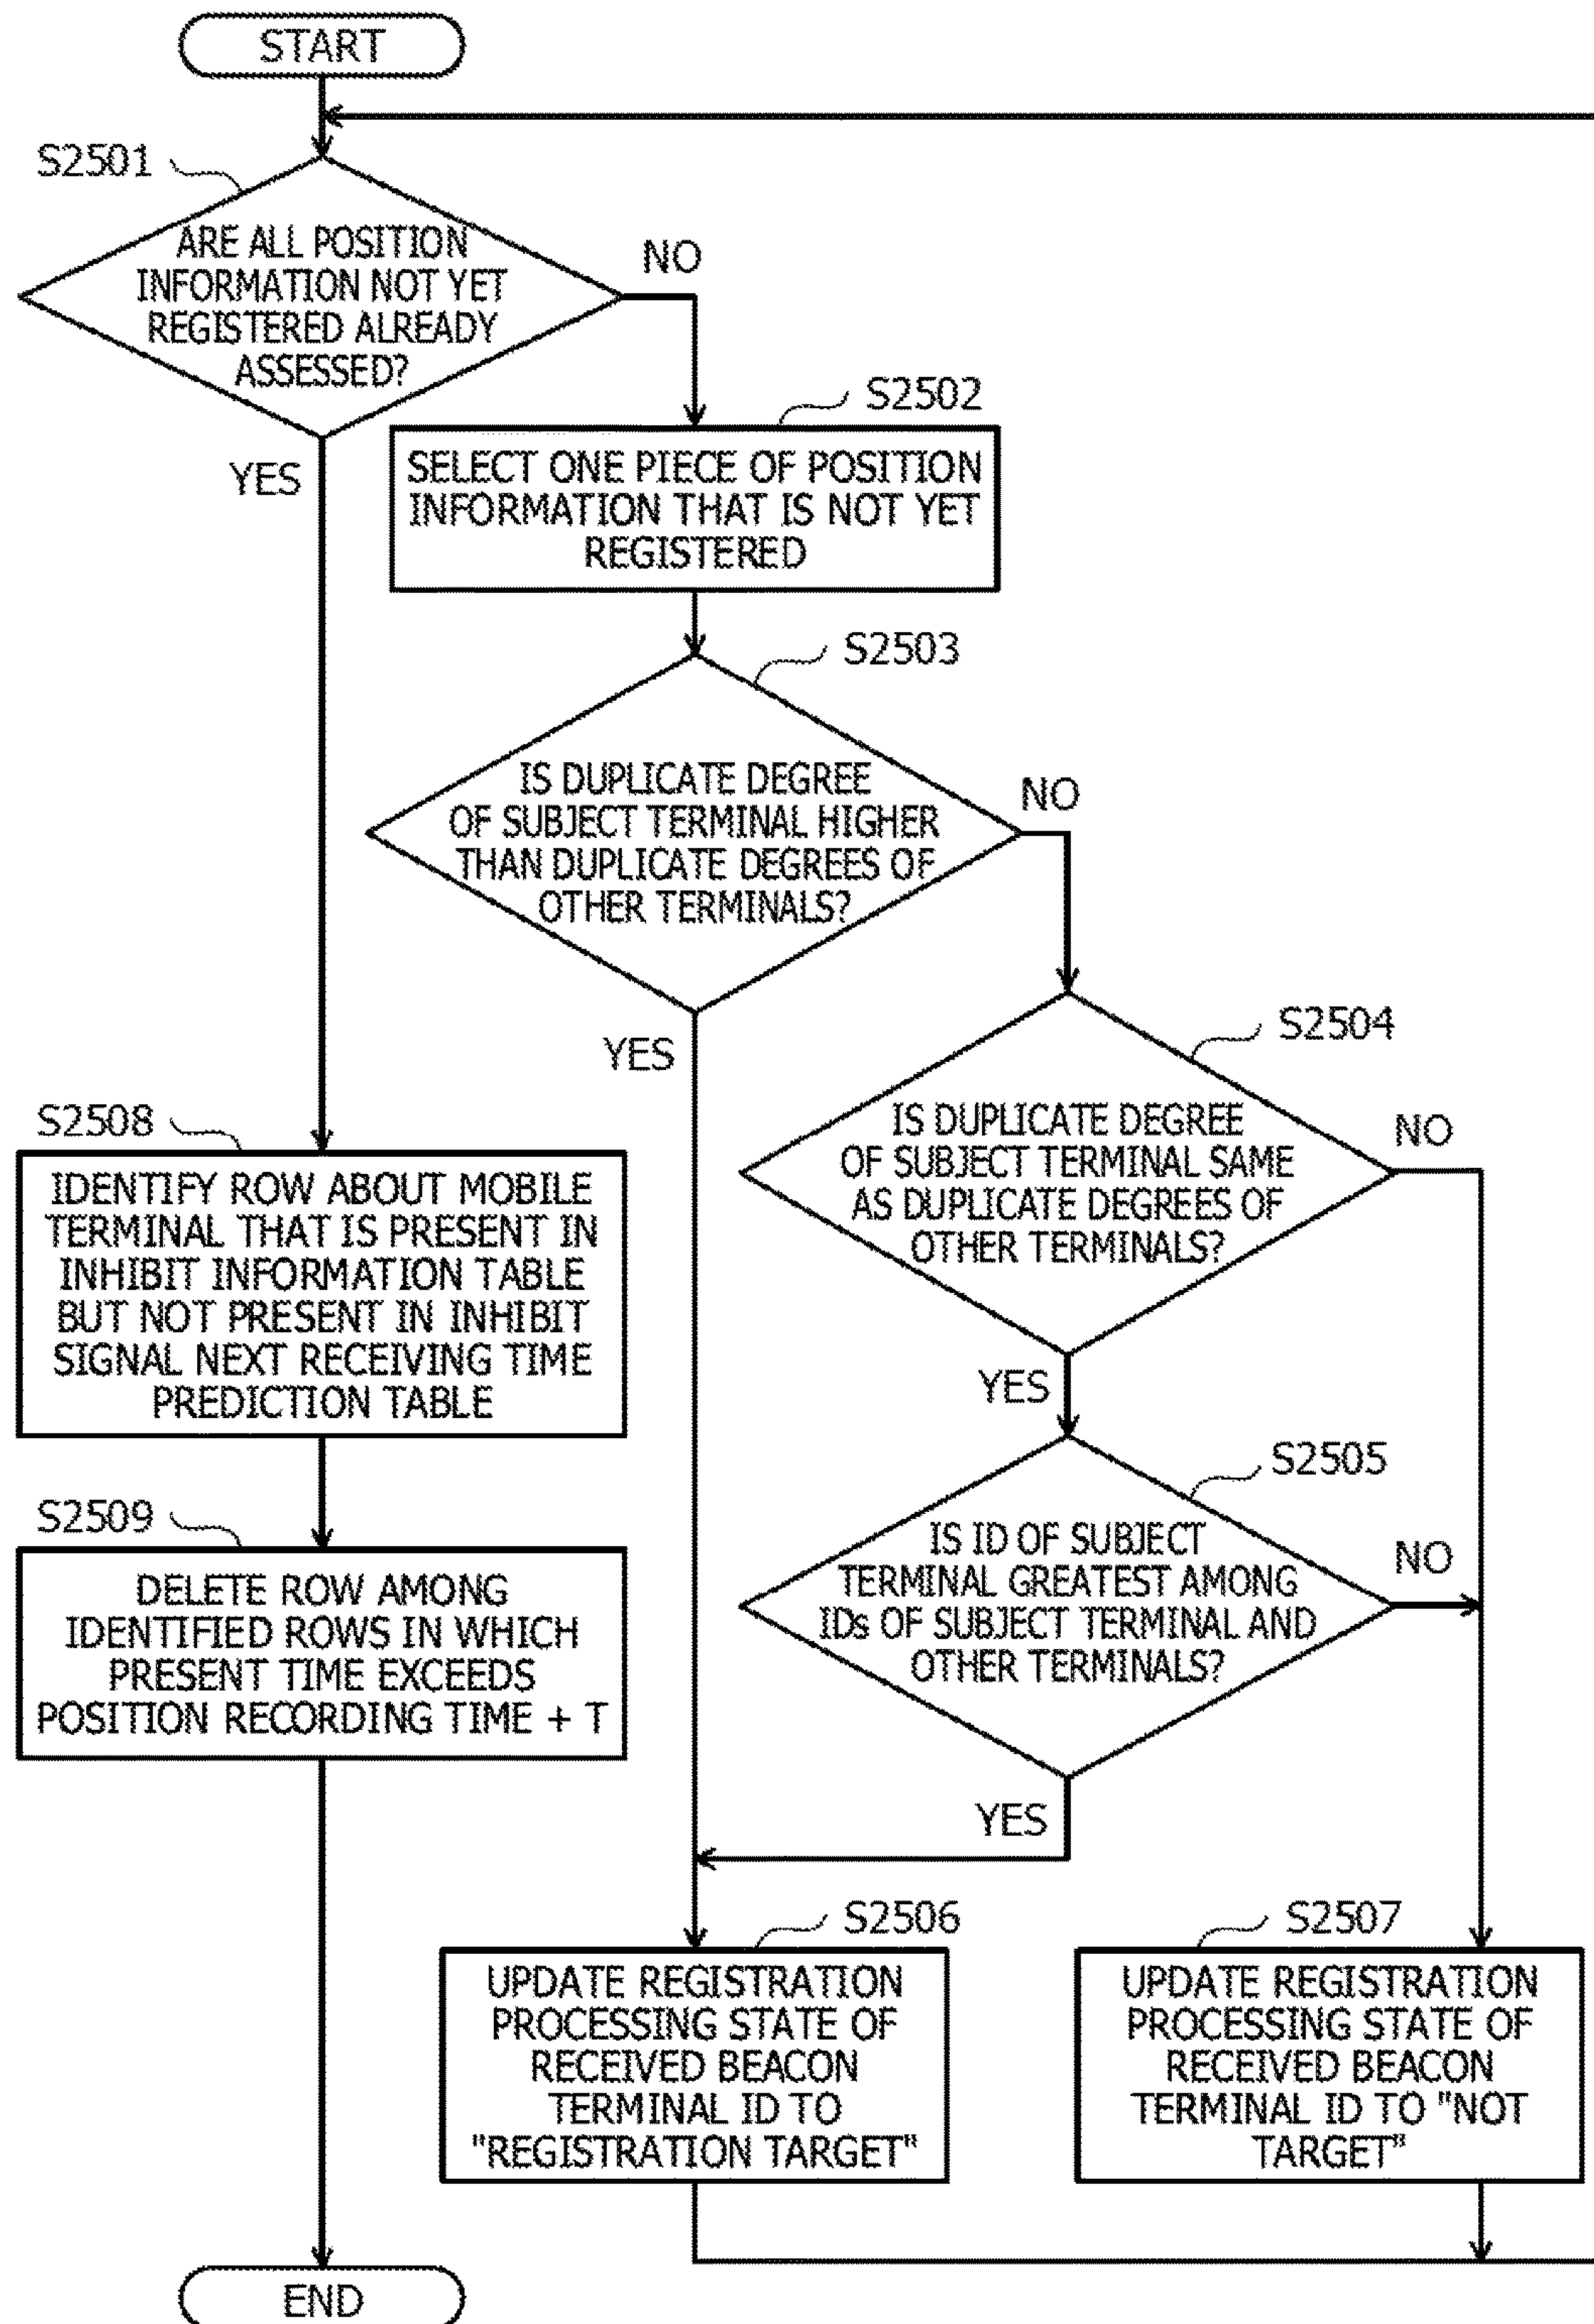 START
S2501
ARE ALL POSITION
INFORMATION NOT YET
REGISTERED ALREADY
ASSESSED?
NO
YES
S2502
SELECT ONE PIECE OF POSITION
INFORMATION THAT IS NOT YET
REGISTERED
S2503
IS DUPLICATE DEGREE
OF SUBJECT TERMINAL HIGHER
THAN DUPLICATE DEGREES OF
OTHER TERMINALS?
NO
YES
S2504
IS DUPLICATE DEGREE
OF SUBJECT TERMINAL SAME
AS DUPLICATE DEGREES OF
OTHER TERMINALS?
NO
YES
S2505
IS ID OF SUBJECT
TERMINAL GREATEST AMONG
IDs OF SUBJECT TERMINAL AND
OTHER TERMINALS?
NO
YES
S2506
UPDATE REGISTRATION
PROCESSING STATE OF
RECEIVED BEACON
TERMINAL ID TO
"REGISTRATION TARGET"
S2507
UPDATE REGISTRATION
PROCESSING STATE OF
RECEIVED BEACON
TERMINAL ID TO "NOT
TARGET"
S2508
IDENTIFY ROW ABOUT MOBILE
TERMINAL THAT IS PRESENT IN
INHIBIT INFORMATION TABLE
BUT NOT PRESENT IN INHIBIT
SIGNAL NEXT RECEIVING TIME
PREDICTION TABLE
S2509
DELETE ROW AMONG
IDENTIFIED ROWS IN WHICH
PRESENT TIME EXCEEDS
POSITION RECORDING TIME + T
END